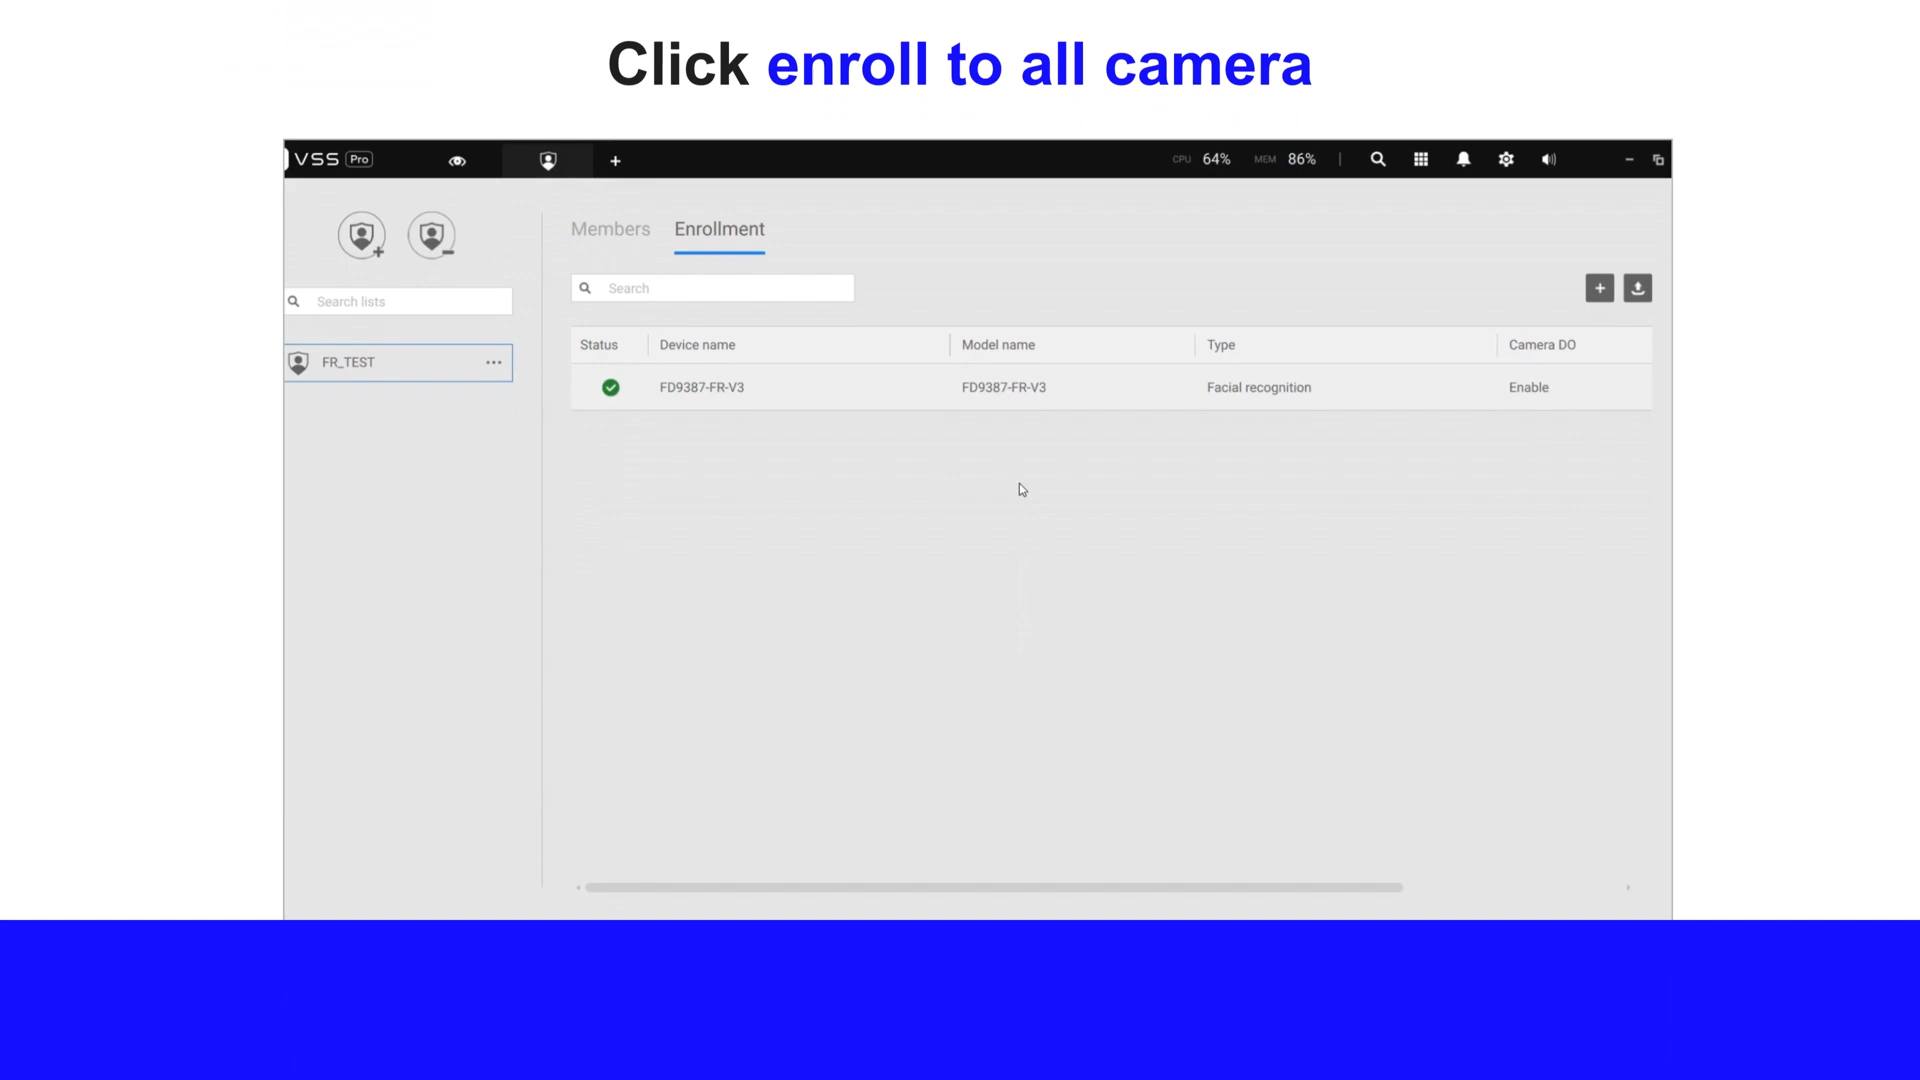 Click enroll to all camera
VSS Pro
CPU 64% MEM 86%
Members Enrollment
Search lists
Search
FR_TEST
Status Device name Model name Type Camera DO
FD9387-FR-V3 FD9387-FR-V3 Facial recognition Enable